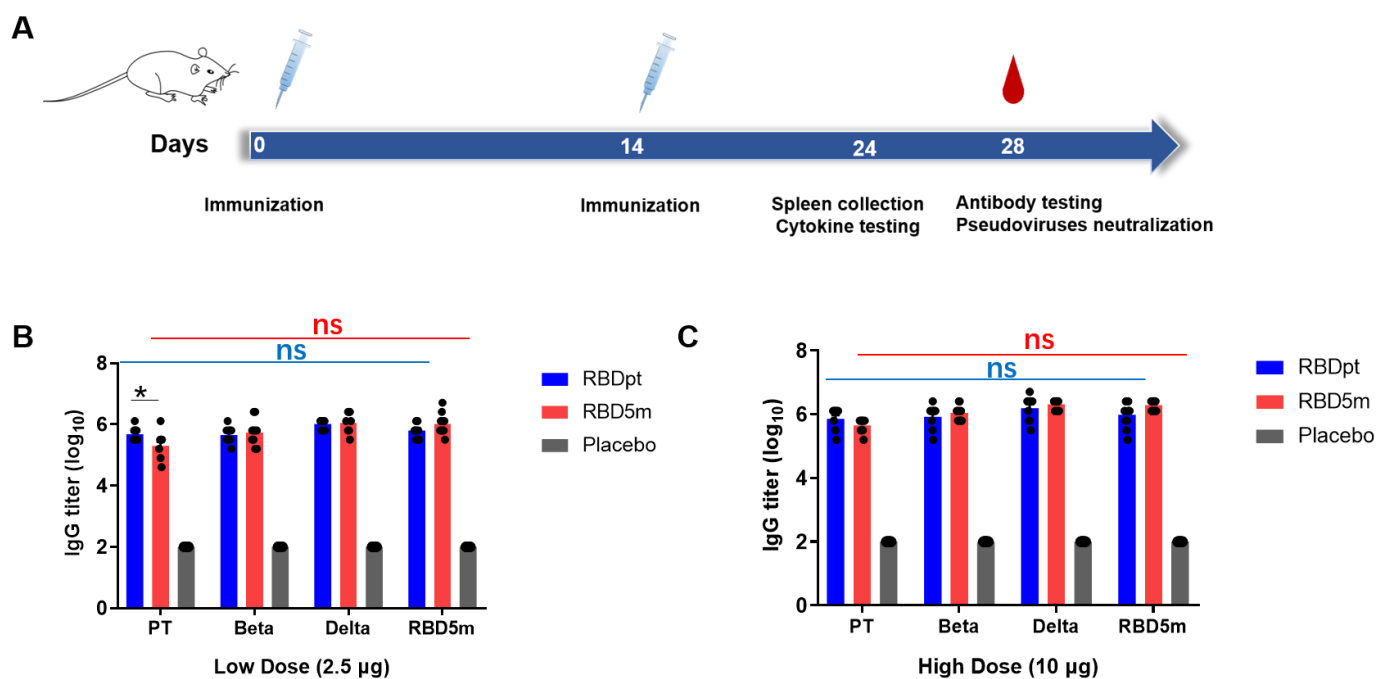 A
Days
0
14
24
28
Immunization
Immunization
Spleen collection
Cytokine testing
Antibody testing
Pseudoviruses neutralization
B
ns
ns
*
IgG titer (log10)
8
6
4
2
0
PT
Beta
Delta
RBD5m
Low Dose (2.5 µg)
RBDpt
RBD5m
Placebo
C
ns
ns
IgG titer (log10)
8
6
4
2
0
PT
Beta
Delta
RBD5m
High Dose (10 µg)
RBDpt
RBD5m
Placebo